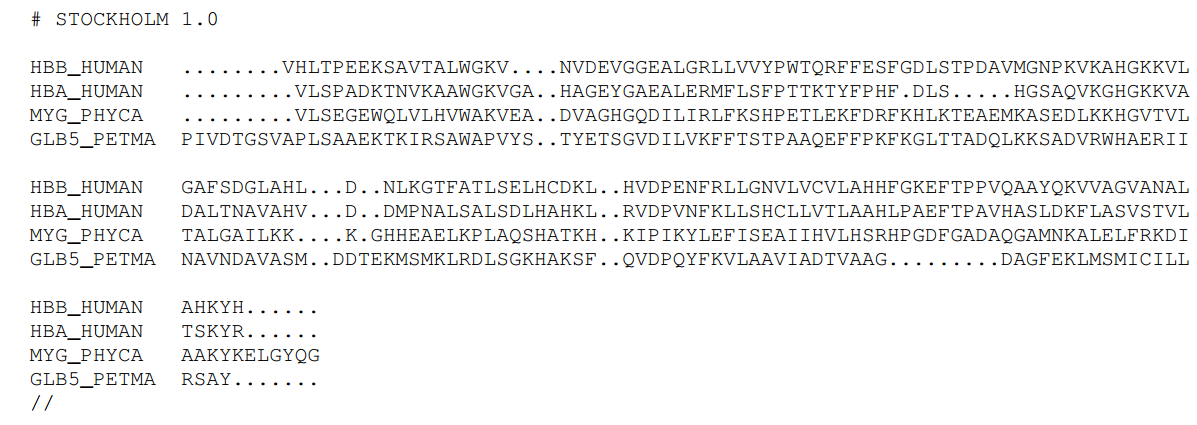 # STOCKHOLM 1.0
HBB_HUMAN ........VHLTPEEKSAVTALWGKV....NVDEVGGEALGRLLVVYPWTQRFFESFGDLSTPDAVMGNPKVKAHGKKVL
HBA_HUMAN .........VLSPADKTNVKAAWGKVGA..HAGEYGAEALERMFLSFPTTKTYFPHF.DLS.....HGSAQVKGHGKKVA
MYG_PHYCA .........VLSEGEWQLVLHVWAKVEA..DVAGHGQDILIRLFKSHPETLEKFDRFKHLKTEAEMKASEDLKKHGVTVL
GLB5_PETMA PIVDTGSVAPLSAAEKTKIRSAWAPVYS..TYETSGVDILVKFFTSTPAAQEFFPKFKGLTTADQLKKSADVRWHAERII
HBB_HUMAN GAFSDGLAHL...D..NLKGTFATLSELHCDKL..HVDPENFRLLGNVLVCVLAHHFGKEFTPPVQAAYQKVVAGVANAL
HBA_HUMAN DALTNAVAHV...D..DMPNALSALSDLHAHKL..RVDPVNFKLLSHCLLVTLAAHLPAEFTPAVHASLDKFLASVSTVL
MYG_PHYCA TALGAILKK....K.GHHEAELKPLAQSHATKH..KIPIKYLEFISEAIIHVLHSRHPGDFGADAQGAMNKALELFRKDI
GLB5_PETMA NAVNDAVASM..DDTEKMSMKLRDLSGKHAKSF..QVDPQYFKVLAAVIADTVAAG.........DAGFEKLMSMICILL
HBB_HUMAN AHKYH......
HBA_HUMAN TSKYR......
MYG_PHYCA AAKYKELGYQG
GLB5_PETMA RSAY.......
//